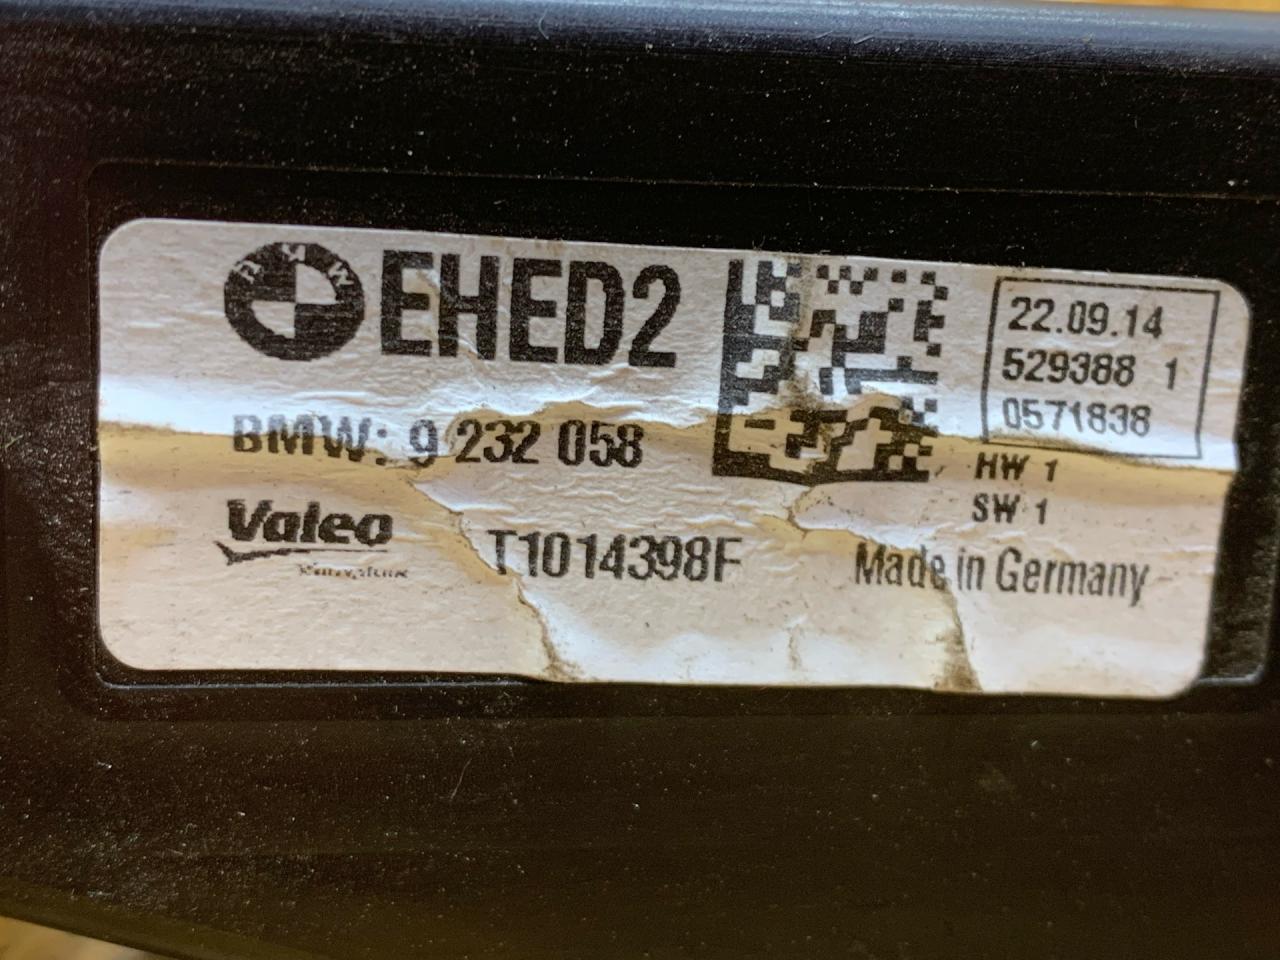 BMW EHED2
22.09.14
529388 1
0571838
BMW: 9 232 058
HW 1
SW 1
Valeo
T1014398F
Made in Germany